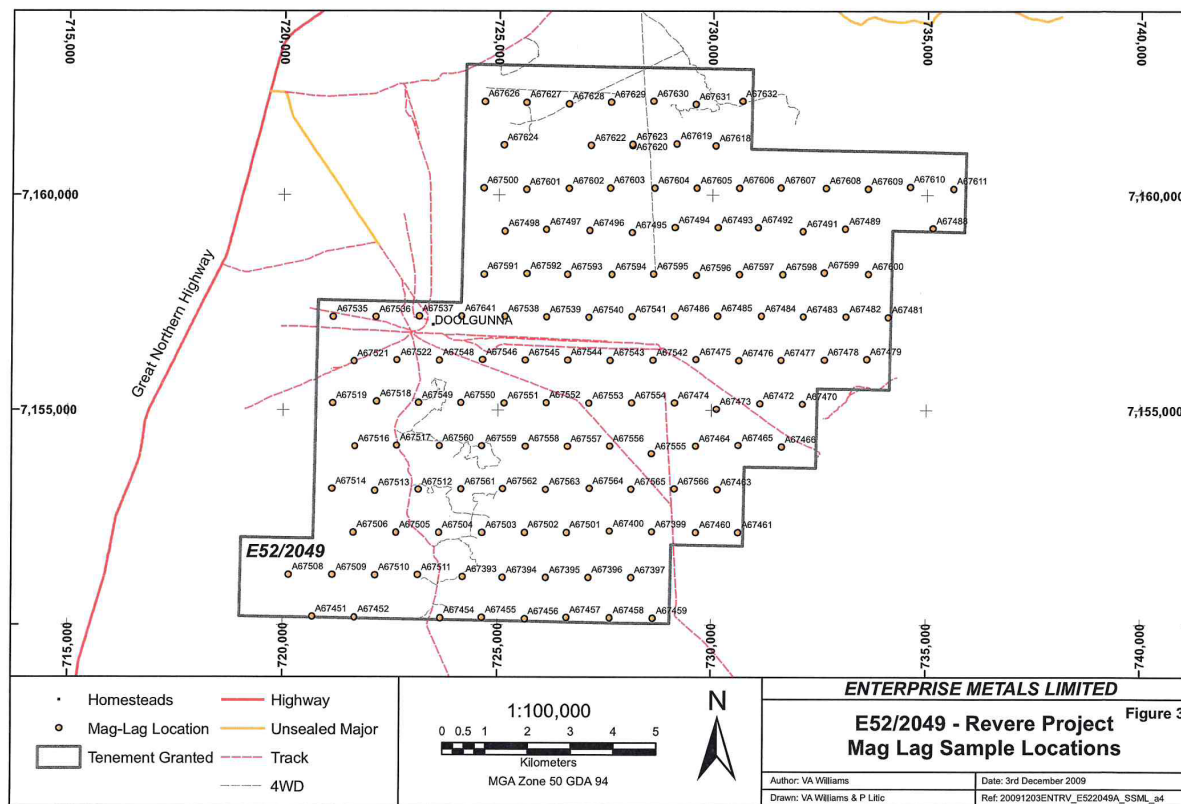 715,000
720,000
725,000
730,000
735,000
740,000
A67626 A67627 A67628 A67629 A67630 A67631 A67632
A67624 A67622 A67623 A67619 A67618
A67620
7,160,000
A67500 A67601 A67602 A67603 A67604 A67605 A67606 A67607 A67608 A67609 A67610 A67611
7,160,000
A67498 A67497 A67496 A67495 A67494 A67493 A67492 A67491 A67489 A67488
A67591 A67592 A67593 A67594 A67595 A67596 A67597 A67598 A67599 A67600
Great Northern Highway
A67535 A67536 A67537 A67641 A67538 A67539 A67540 A67541 A67486 A67485 A67484 A67483 A67482 A67481
DOOLGUNNA
A67521 A67522 A67548 A67546 A67545 A67544 A67543 A67542 A67475 A67476 A67477 A67478 A67479
7,155,000
A67519 A67518 A67549 A67550 A67551 A67552 A67553 A67554 A67474 A67473 A67472 A67470
7,155,000
A67516 A67517 A67560 A67559 A67558 A67557 A67556 A67555 A67464 A67465 A67466
A67514 A67513 A67512 A67561 A67562 A67563 A67564 A67565 A67566 A67463
A67506 A67505 A67504 A67503 A67502 A67501 A67400 A67399 A67460 A67461
E52/2049
A67508 A67509 A67510 A67511 A67393 A67394 A67395 A67396 A67397
A67451 A67452 A67454 A67455 A67456 A67457 A67458 A67459
715,000
720,000
725,000
730,000
735,000
740,000
Homesteads
Mag-Lag Location
Tenement Granted
Highway
Unsealed Major
Track
4WD
1:100,000
0 0.5 1 2 3 4 5
Kilometers
MGA Zone 50 GDA 94
N
ENTERPRISE METALS LIMITED
Figure 3
E52/2049 - Revere Project
Mag Lag Sample Locations
Author: VA Williams
Date: 3rd December 2009
Drawn: VA Williams & P Litic
Ref: 20091203ENTRV_E522049A_SSML_a4